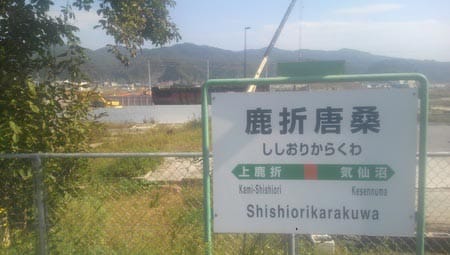 鹿折唐桑
ししおりからくわ
上鹿折 気仙沼
Kami-Shishiori Kesennuma
Shishiorikarakuwa